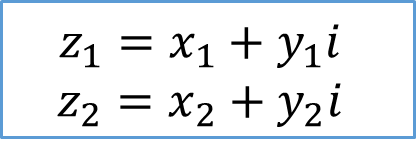 z₁ = x₁ + y₁i
z₂ = x₂ + y₂i